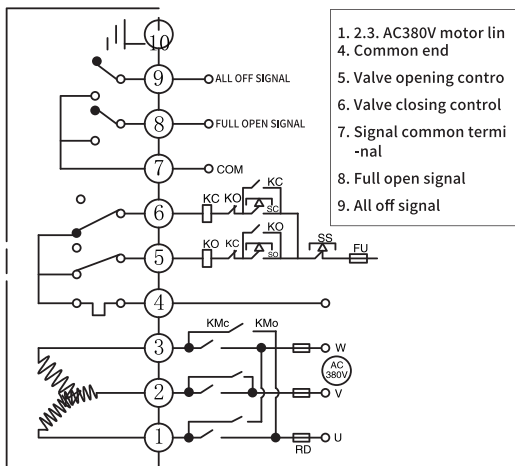 10
9
ALL OFF SIGNAL
8
FULL OPEN SIGNAL
7
COM
6
KC KO
KC
SC
5
KO KC
KO
SO
SS
FU
4
3
KMc KMo
W
2
AC
380V
V
1
RD
U
1. 2.3. AC380V motor lin
4. Common end
5. Valve opening contro
6. Valve closing control
7. Signal common termi
-nal
8. Full open signal
9. All off signal